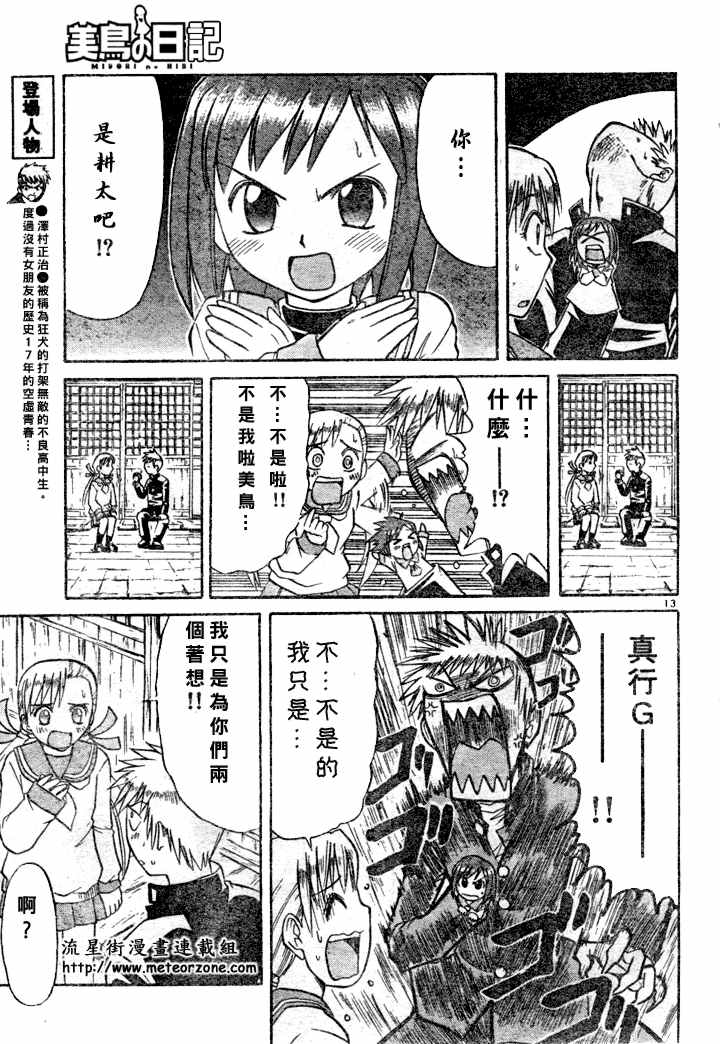 美鳥の日記
MIDORI no HIBI
登場人物
●澤村正治●被稱為狂犬的打架無敵的不良高中生。
度過沒有女朋友的歷史17年的空虛青春…
你…
是耕太吧!?
什…
什麼——!?
不…不是啦!!
不是我啦美鳥…
13
真行G——!!
ゴゴ
ゴゴ
不…不是的
我只是…
我只是為你們兩
個著想!!
啊?
流星街漫畫連載組
http://www.meteorzone.com